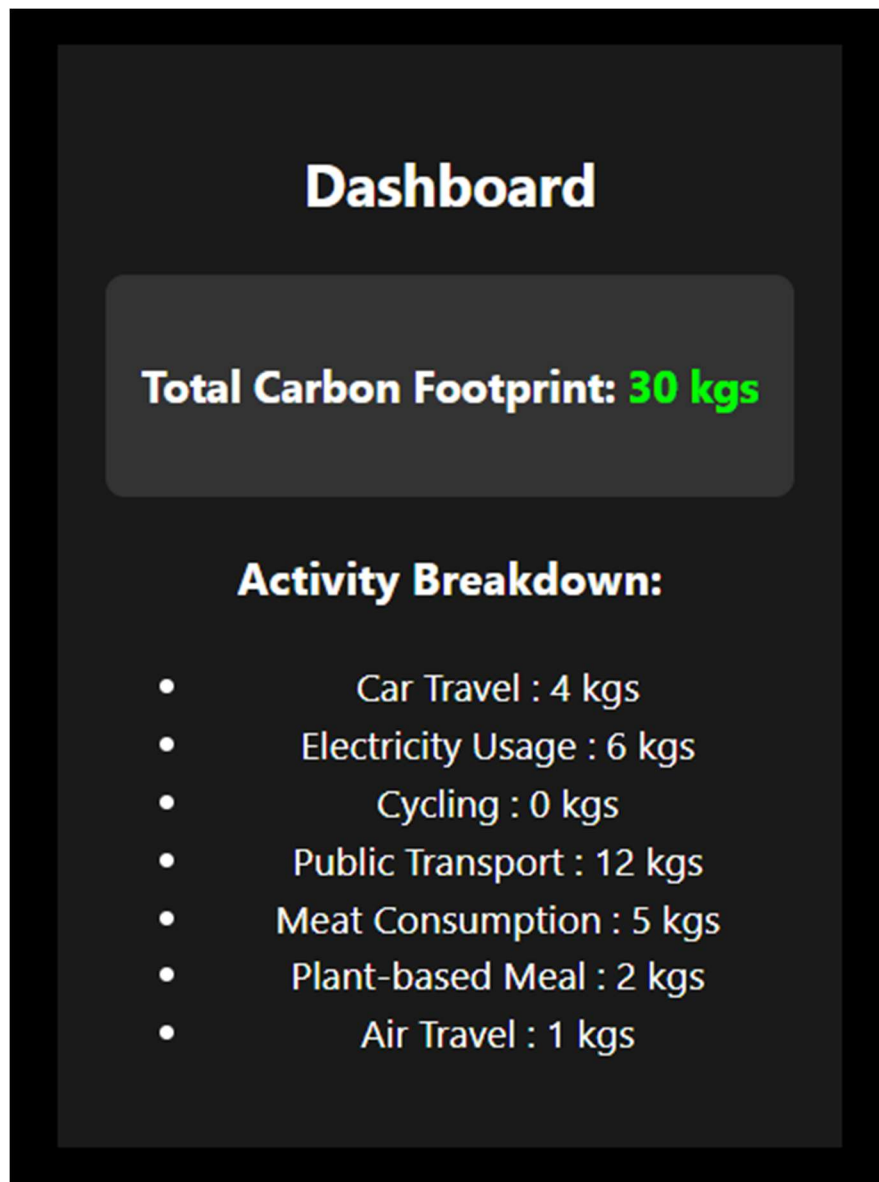 Dashboard
Total Carbon Footprint: 30 kgs
Activity Breakdown:
• Car Travel : 4 kgs
• Electricity Usage : 6 kgs
• Cycling : 0 kgs
• Public Transport : 12 kgs
• Meat Consumption : 5 kgs
• Plant-based Meal : 2 kgs
• Air Travel : 1 kgs